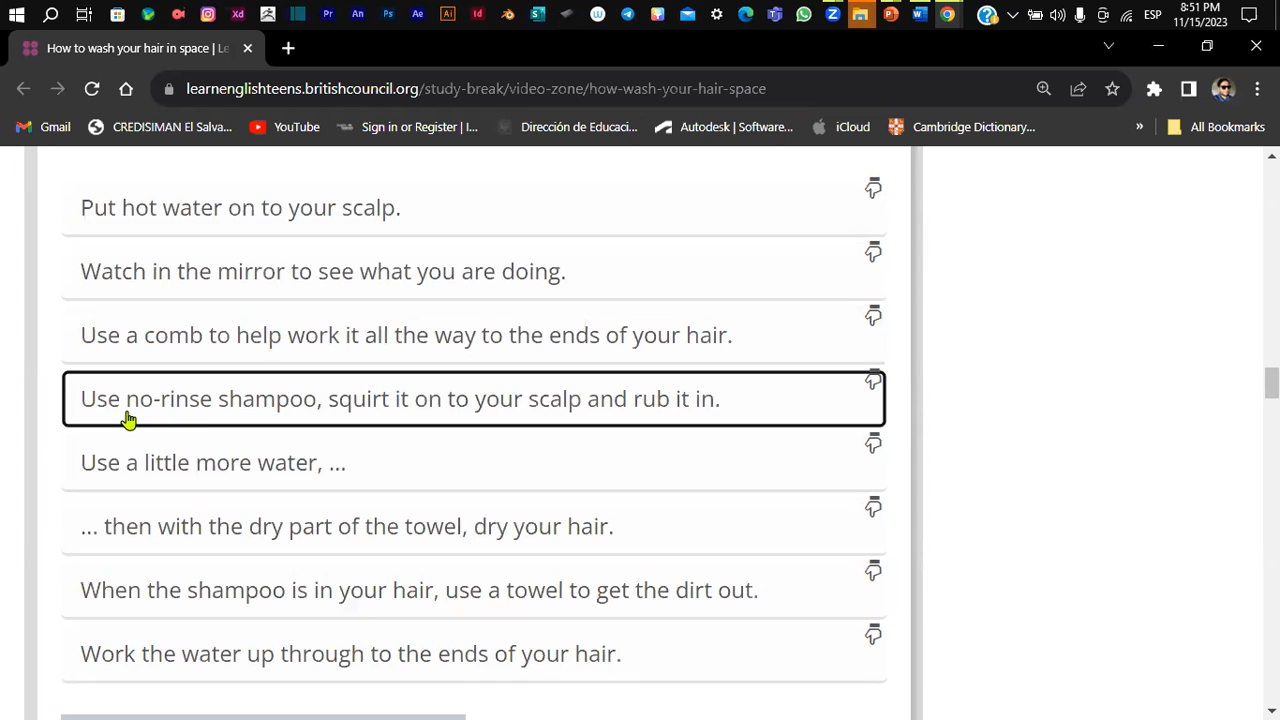 8:51 PM
ESP
11/15/2023
How to wash your hair in space | Le
learnenglishteens.britishcouncil.org/study-break/video-zone/how-wash-your-hair-space
Gmail
CREDISIMAN El Salva...
YouTube
Sign in or Register | I...
Dirección de Educaci...
Autodesk | Software...
iCloud
Cambridge Dictionary...
»
All Bookmarks
Put hot water on to your scalp.
Watch in the mirror to see what you are doing.
Use a comb to help work it all the way to the ends of your hair.
Use no-rinse shampoo, squirt it on to your scalp and rub it in.
Use a little more water, ...
... then with the dry part of the towel, dry your hair.
When the shampoo is in your hair, use a towel to get the dirt out.
Work the water up through to the ends of your hair.